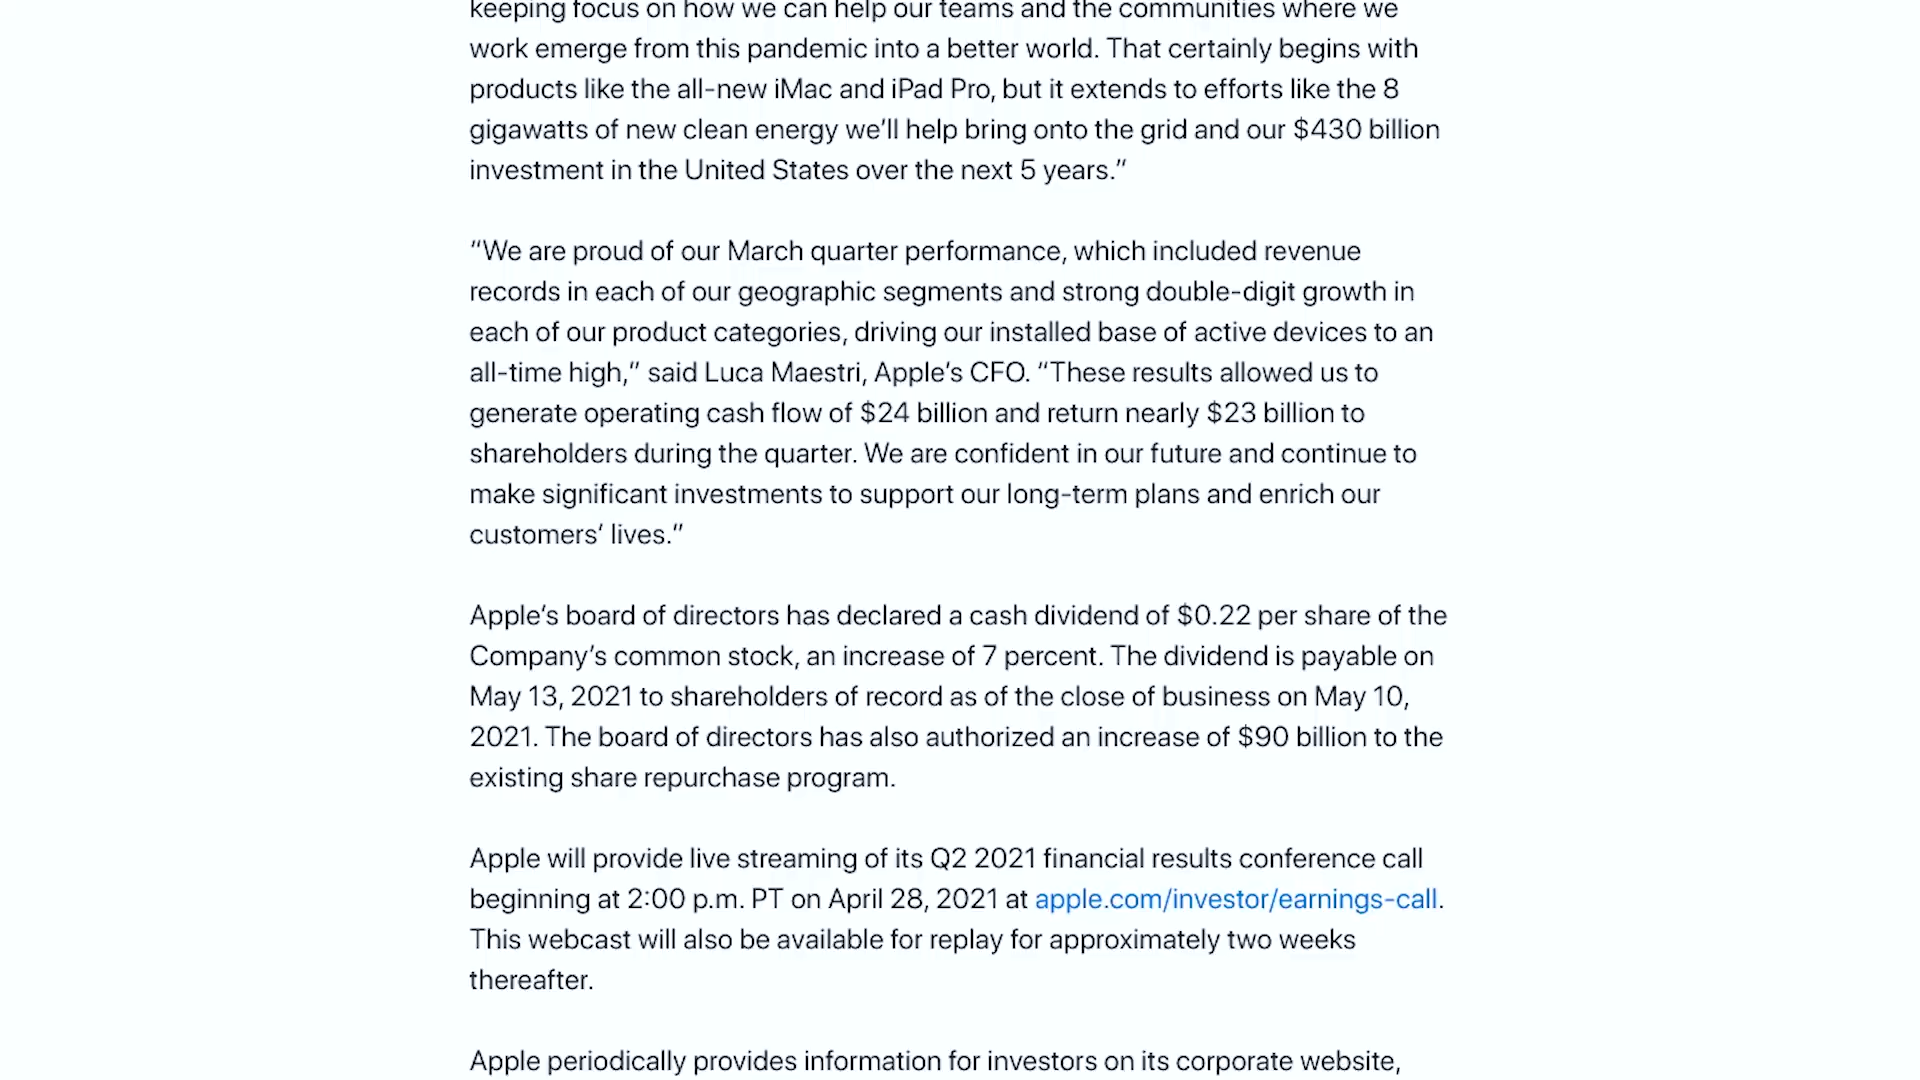 keeping focus on how we can help our teams and the communities where we
work emerge from this pandemic into a better world. That certainly begins with
products like the all-new iMac and iPad Pro, but it extends to efforts like the 8
gigawatts of new clean energy we’ll help bring onto the grid and our $430 billion
investment in the United States over the next 5 years.”
“We are proud of our March quarter performance, which included revenue
records in each of our geographic segments and strong double-digit growth in
each of our product categories, driving our installed base of active devices to an
all-time high,” said Luca Maestri, Apple’s CFO. “These results allowed us to
generate operating cash flow of $24 billion and return nearly $23 billion to
shareholders during the quarter. We are confident in our future and continue to
make significant investments to support our long-term plans and enrich our
customers’ lives.”
Apple’s board of directors has declared a cash dividend of $0.22 per share of the
Company’s common stock, an increase of 7 percent. The dividend is payable on
May 13, 2021 to shareholders of record as of the close of business on May 10,
2021. The board of directors has also authorized an increase of $90 billion to the
existing share repurchase program.
Apple will provide live streaming of its Q2 2021 financial results conference call
beginning at 2:00 p.m. PT on April 28, 2021 at apple.com/investor/earnings-call.
This webcast will also be available for replay for approximately two weeks
thereafter.
Apple periodically provides information for investors on its corporate website,